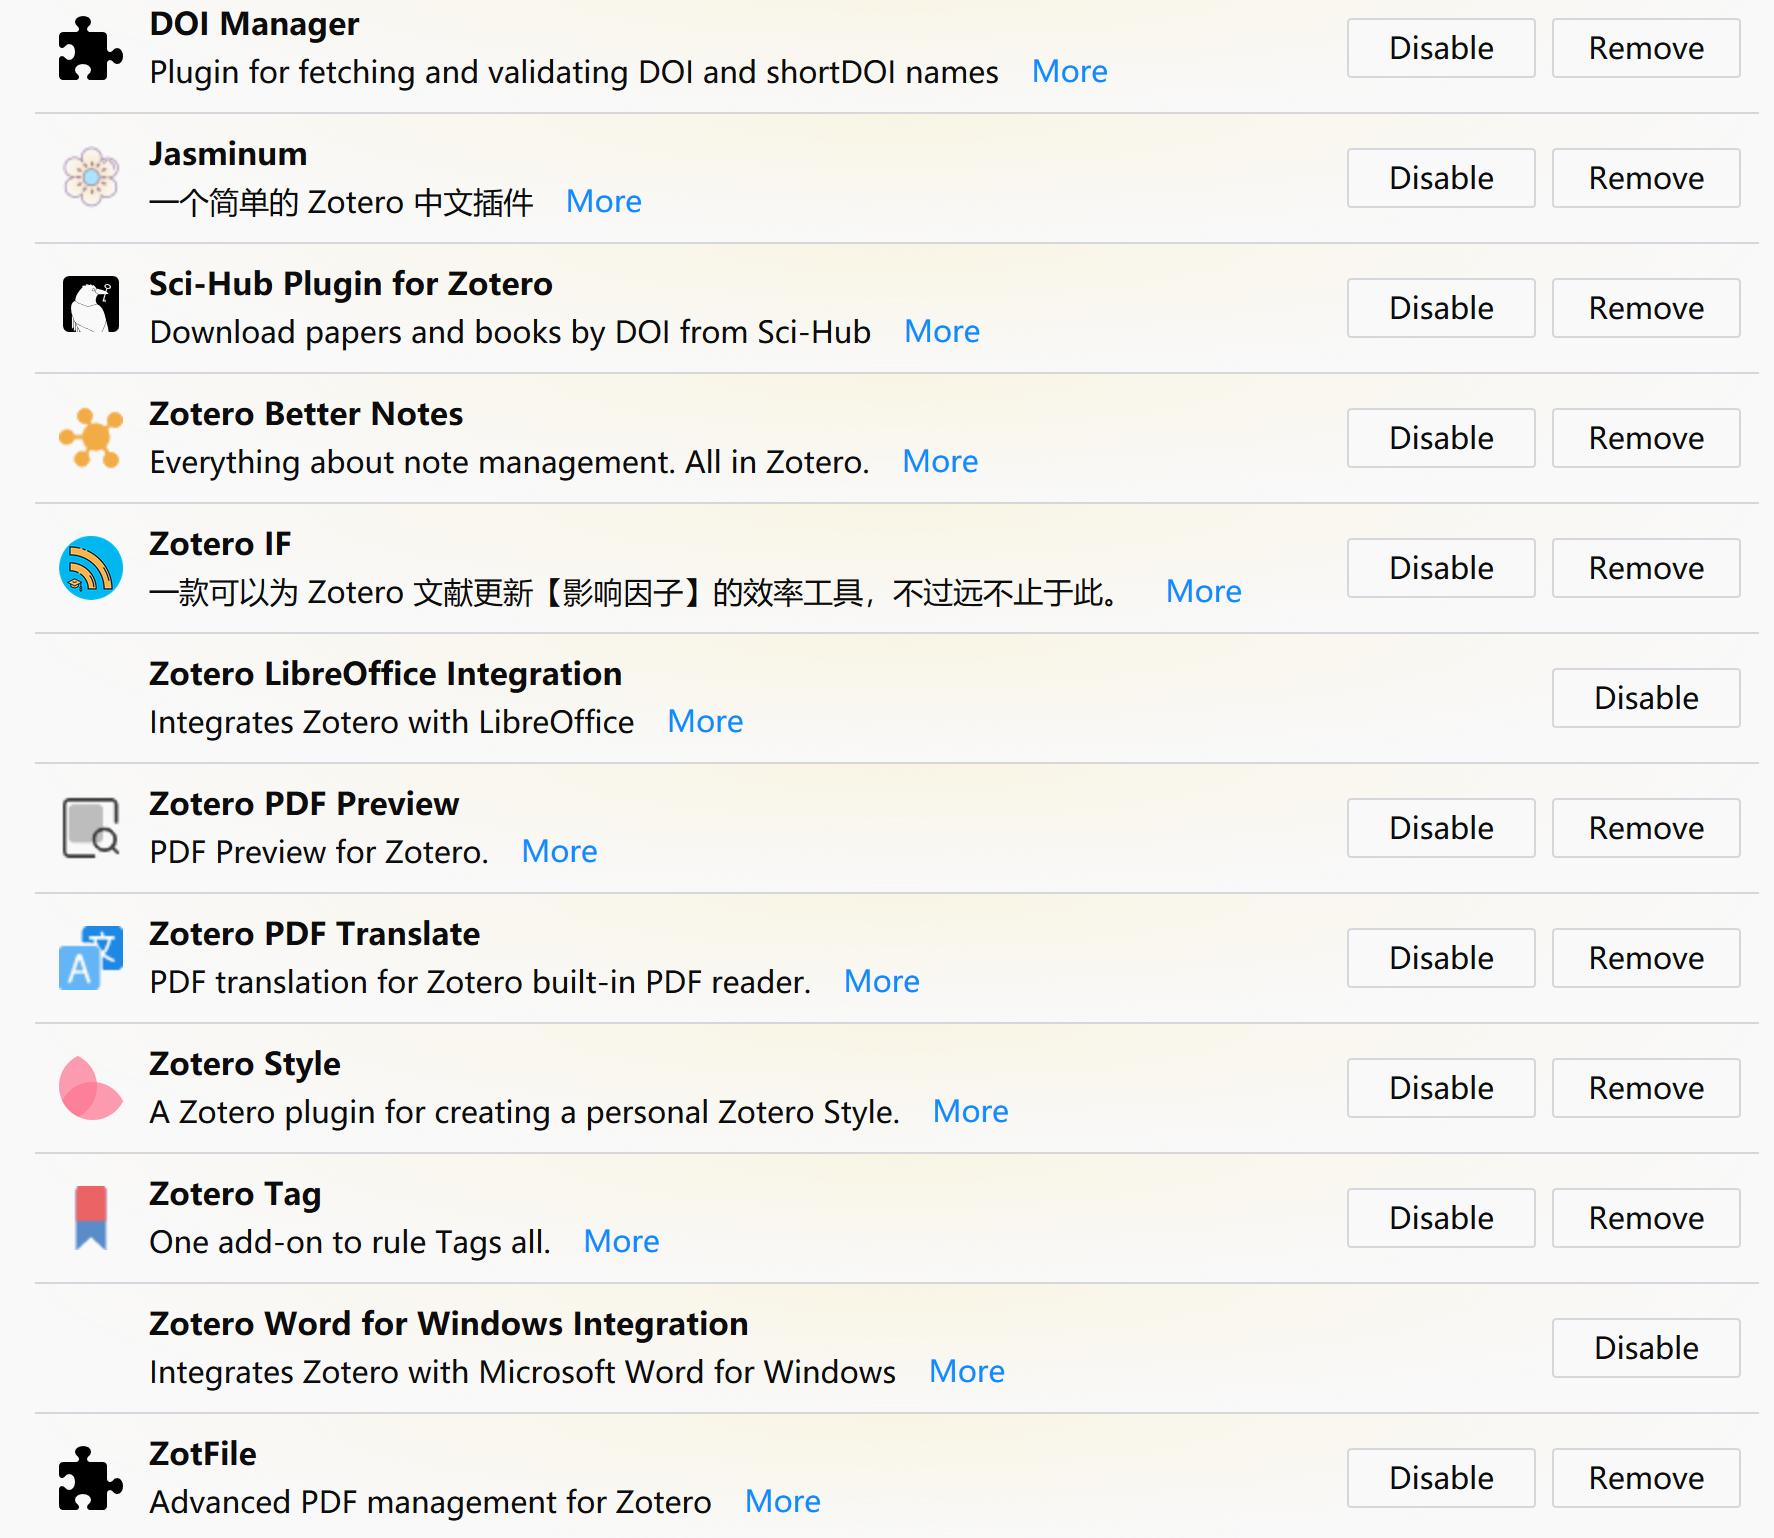 DOI Manager
Plugin for fetching and validating DOI and shortDOI names More
Disable Remove
Jasminum
一个简单的 Zotero 中文插件 More
Disable Remove
Sci-Hub Plugin for Zotero
Download papers and books by DOI from Sci-Hub More
Disable Remove
Zotero Better Notes
Everything about note management. All in Zotero. More
Disable Remove
Zotero IF
一款可以为 Zotero 文献更新【影响因子】的效率工具，不过远不止于此。 More
Disable Remove
Zotero LibreOffice Integration
Integrates Zotero with LibreOffice More
Disable
Zotero PDF Preview
PDF Preview for Zotero. More
Disable Remove
A 文
Zotero PDF Translate
PDF translation for Zotero built-in PDF reader. More
Disable Remove
Zotero Style
A Zotero plugin for creating a personal Zotero Style. More
Disable Remove
Zotero Tag
One add-on to rule Tags all. More
Disable Remove
Zotero Word for Windows Integration
Integrates Zotero with Microsoft Word for Windows More
Disable
ZotFile
Advanced PDF management for Zotero More
Disable Remove